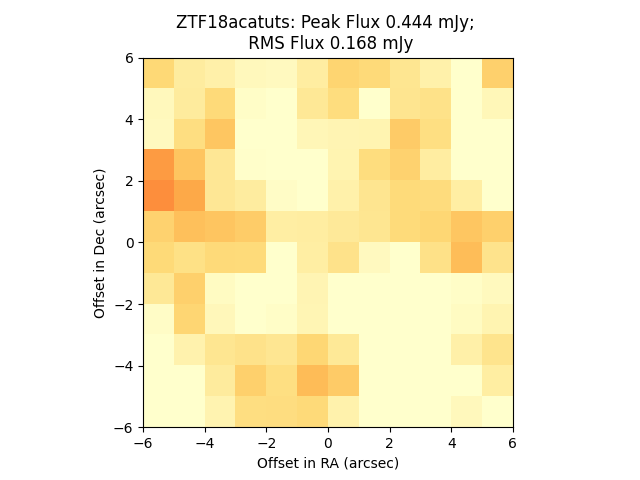 ZTF18acatuts: Peak Flux 0.444 mJy;
RMS Flux 0.168 mJy
6
4
2
0
−2
−4
−6
Offset in Dec (arcsec)
−6 −4 −2 0 2 4 6
Offset in RA (arcsec)